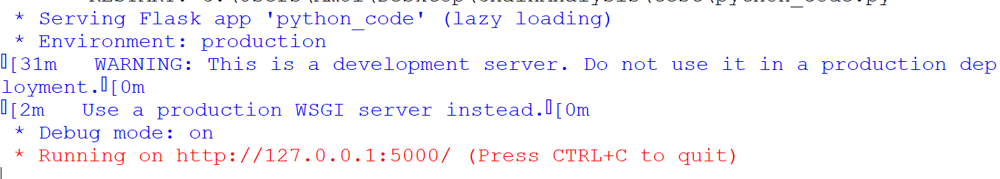 * Serving Flask app 'python_code' (lazy loading)
* Environment: production
[31m   WARNING: This is a development server. Do not use it in a production dep
loyment.[0m
[2m   Use a production WSGI server instead.[0m
* Debug mode: on
* Running on http://127.0.0.1:5000/ (Press CTRL+C to quit)